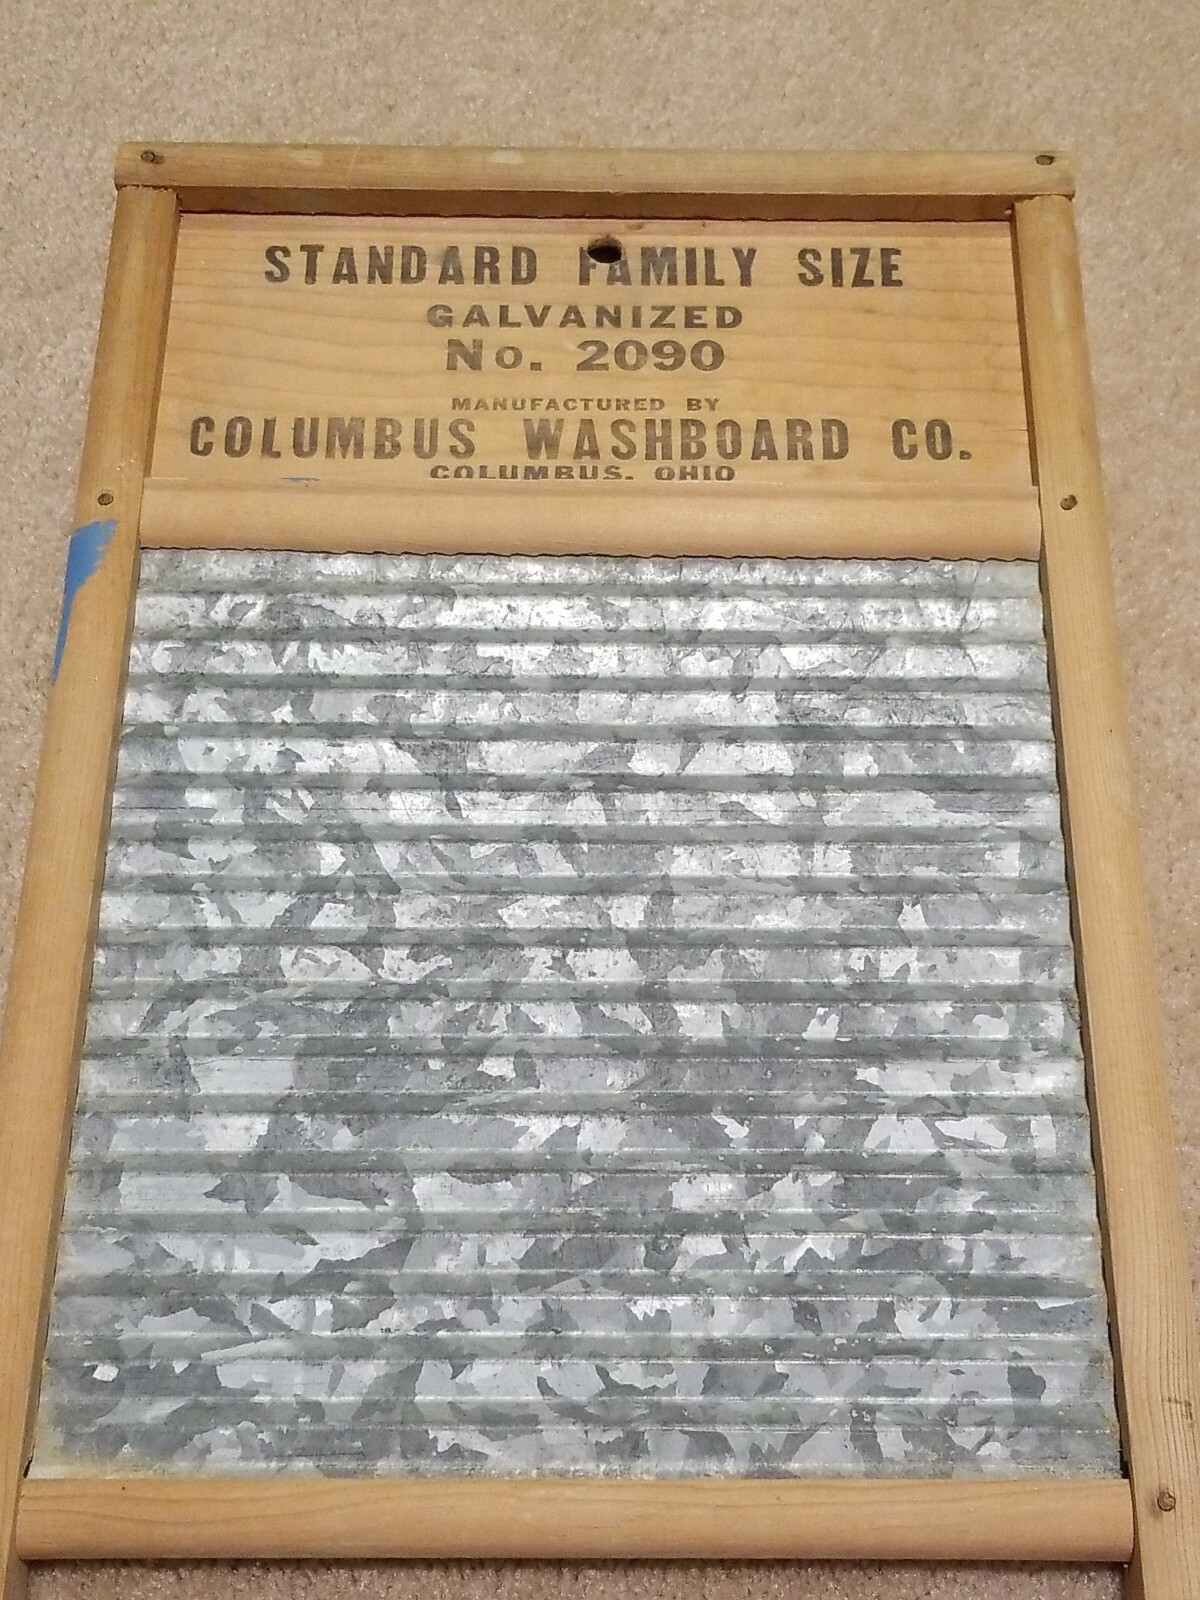 STANDARD FAMILY SIZE
GALVANIZED
No. 2090
MANUFACTURED BY
COLUMBUS WASHBOARD CO.
COLUMBUS, OHIO